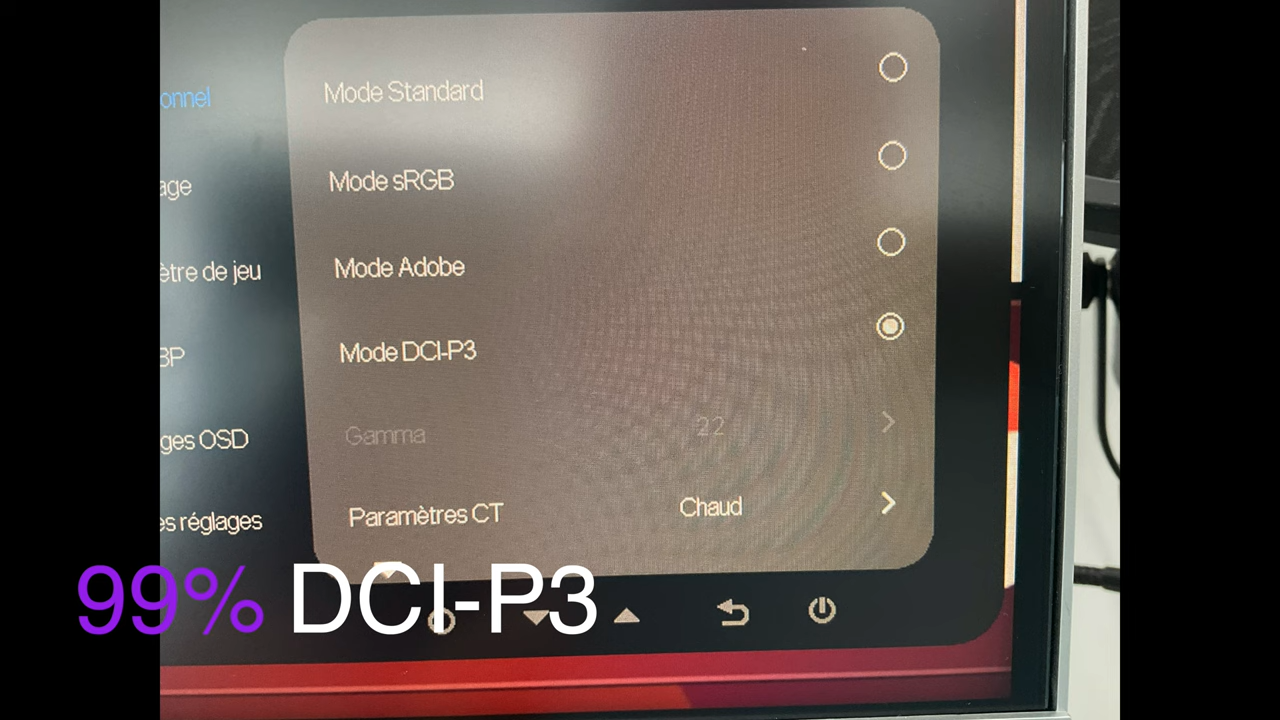 onnel
Mode Standard
age
Mode sRGB
ètre de jeu
Mode Adobe
BP
Mode DCI-P3
ges OSD
Gamma 22
es réglages
Paramètres CT Chaud
99% DCI-P3